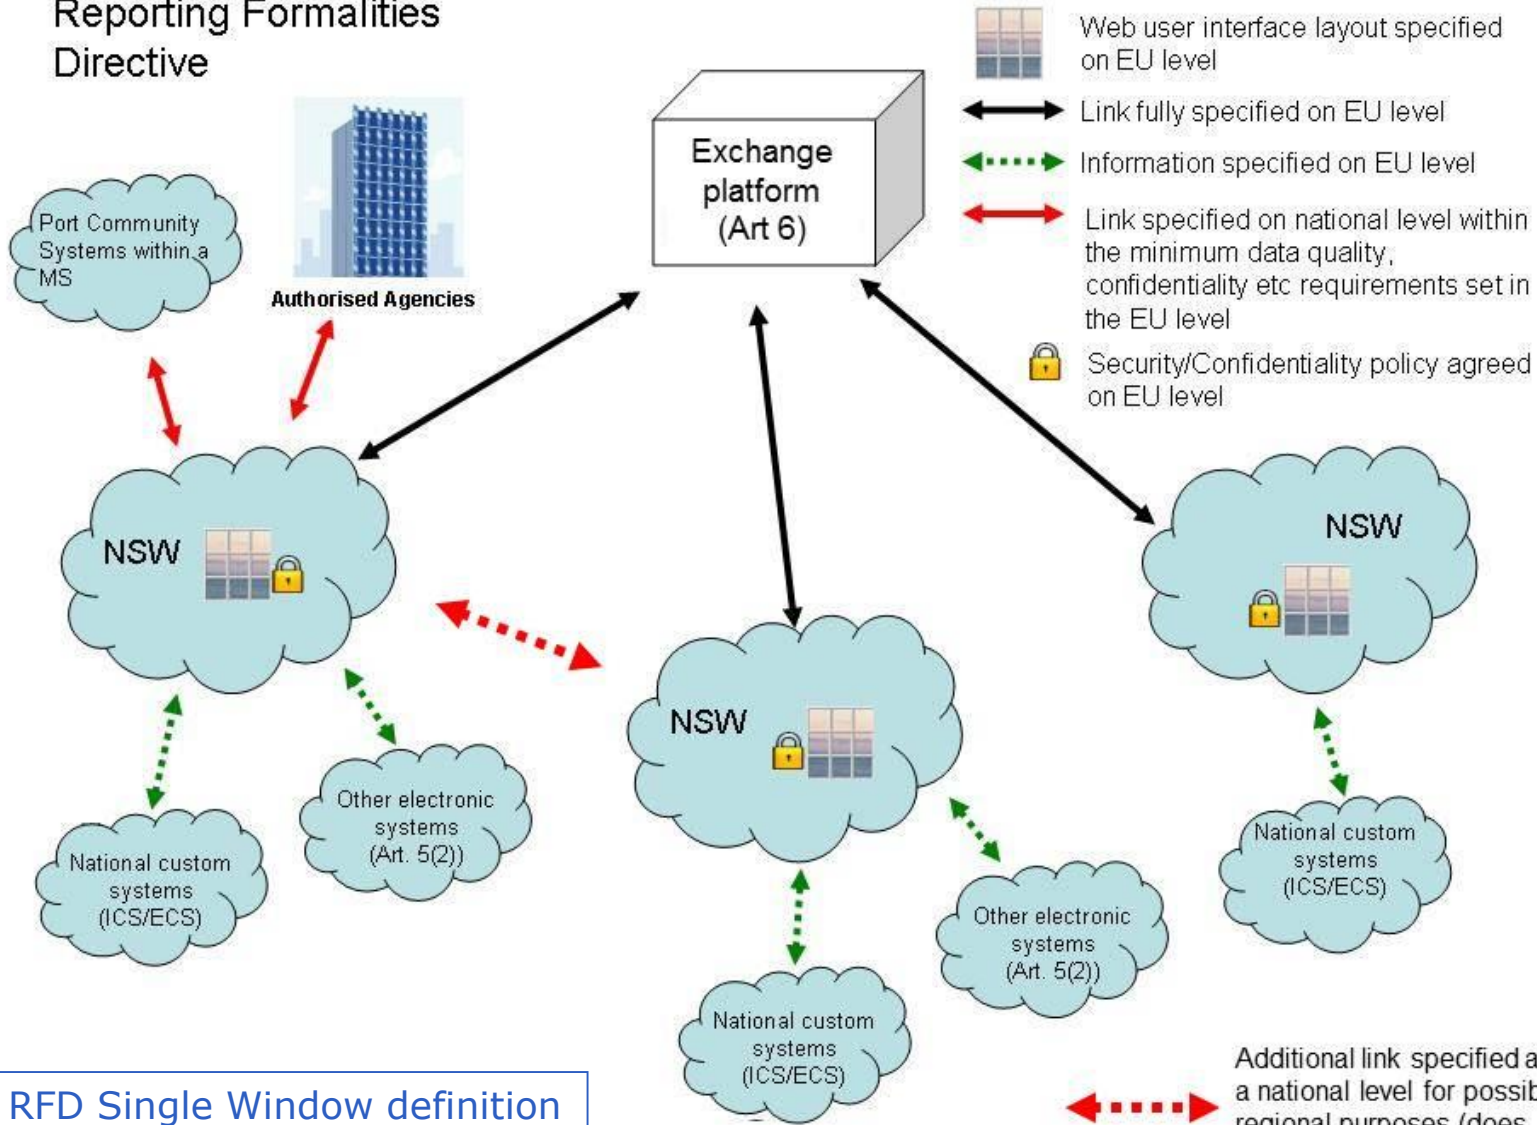 Reporting Formalities
Directive
Web user interface layout specified
on EU level
Link fully specified on EU level
Information specified on EU level
Link specified on national level within
the minimum data quality,
confidentiality etc requirements set in
the EU level
Security/Confidentiality policy agreed
on EU level
Exchange
platform
(Art 6)
Port Community
Systems within a
MS
Authorised Agencies
NSW
NSW
NSW
Other electronic
systems
(Art. 5(2))
National custom
systems
(ICS/ECS)
National custom
systems
(ICS/ECS)
Other electronic
systems
(Art. 5(2))
National custom
systems
(ICS/ECS)
RFD Single Window definition
Additional link specified a
a national level for possib
regional purposes (does